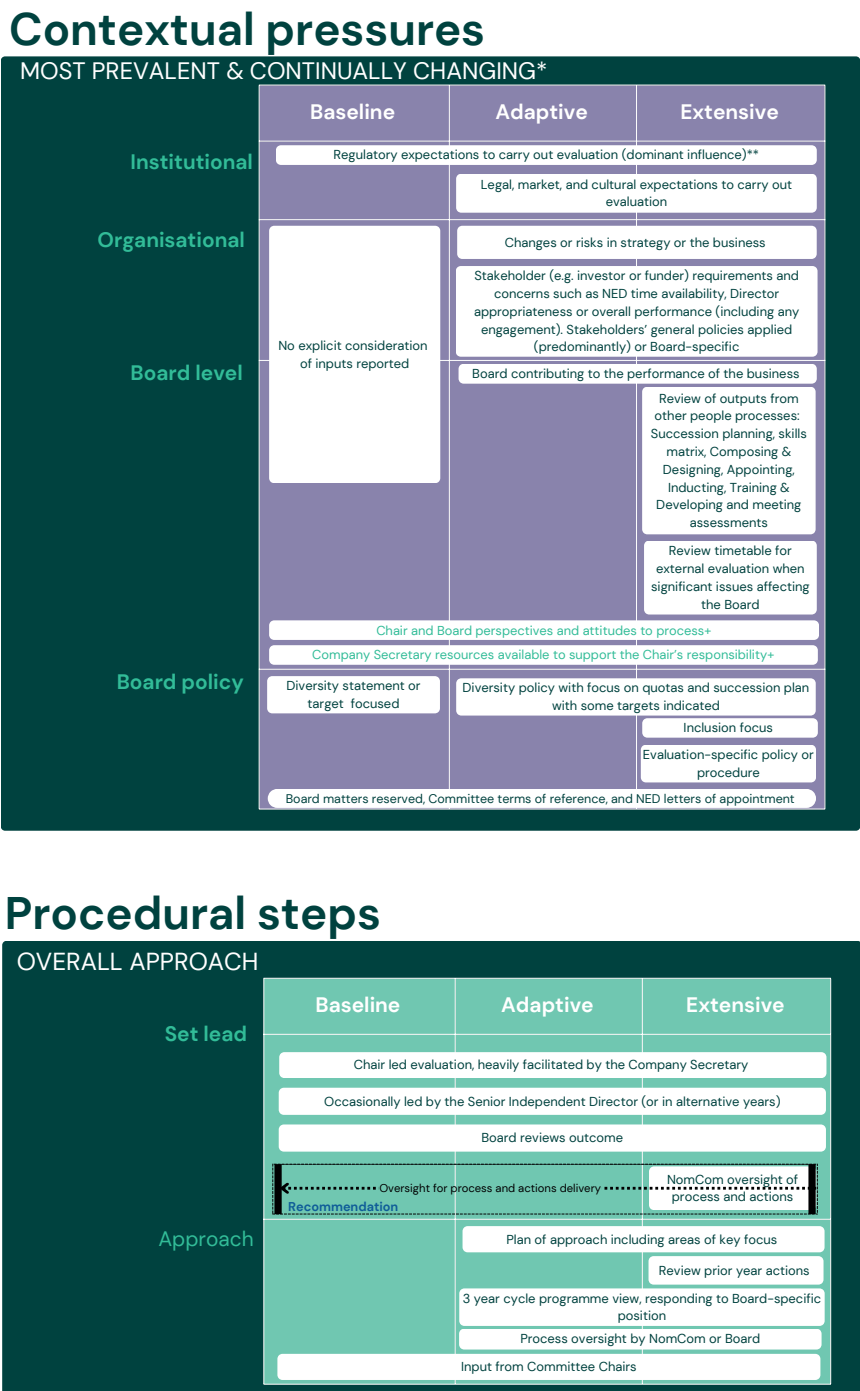 Contextual pressures
MOST PREVALENT & CONTINUALLY CHANGING*
Baseline
Adaptive
Extensive
Institutional
Regulatory expectations to carry out evaluation (dominant influence)**
Legal, market, and cultural expectations to carry out
evaluation
Organisational
No explicit consideration
of inputs reported
Changes or risks in strategy or the business
Stakeholder (e.g. investor or funder) requirements and
concerns such as NED time availability, Director
appropriateness or overall performance (including any
engagement). Stakeholders’ general policies applied
(predominantly) or Board-specific
Board level
Board contributing to the performance of the business
Review of outputs from
other people processes:
Succession planning, skills
matrix, Composing &
Designing, Appointing,
Inducting, Training &
Developing and meeting
assessments
Review timetable for
external evaluation when
significant issues affecting
the Board
Chair and Board perspectives and attitudes to process+
Company Secretary resources available to support the Chair’s responsibility+
Board policy
Diversity statement or
target focused
Diversity policy with focus on quotas and succession plan
with some targets indicated
Inclusion focus
Evaluation-specific policy or
procedure
Board matters reserved, Committee terms of reference, and NED letters of appointment
Procedural steps
OVERALL APPROACH
Baseline
Adaptive
Extensive
Set lead
Chair led evaluation, heavily facilitated by the Company Secretary
Occasionally led by the Senior Independent Director (or in alternative years)
Board reviews outcome
Oversight for process and actions delivery
NomCom oversight of
process and actions
Recommendation
Approach
Plan of approach including areas of key focus
Review prior year actions
3 year cycle programme view, responding to Board-specific
position
Process oversight by NomCom or Board
Input from Committee Chairs